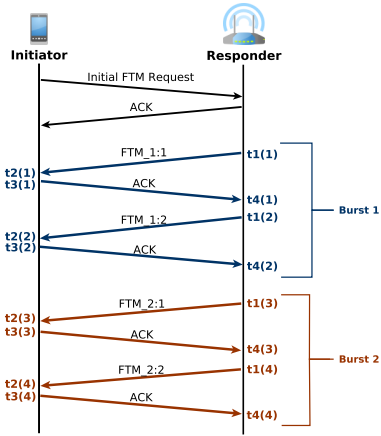 Initiator
Responder
Initial FTM Request
ACK
FTM_1:1
t1(1)
t2(1)
t3(1)
ACK
t4(1)
FTM_1:2
t1(2)
Burst 1
t2(2)
t3(2)
ACK
t4(2)
FTM_2:1
t1(3)
t2(3)
t3(3)
ACK
t4(3)
Burst 2
FTM_2:2
t1(4)
t2(4)
t3(4)
ACK
t4(4)